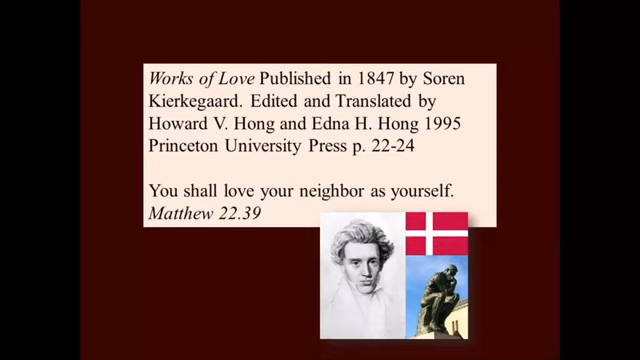 Works of Love Published in 1847 by Soren
Kierkegaard. Edited and Translated by
Howard V. Hong and Edna H. Hong 1995
Princeton University Press p. 22-24
You shall love your neighbor as yourself.
Matthew 22.39